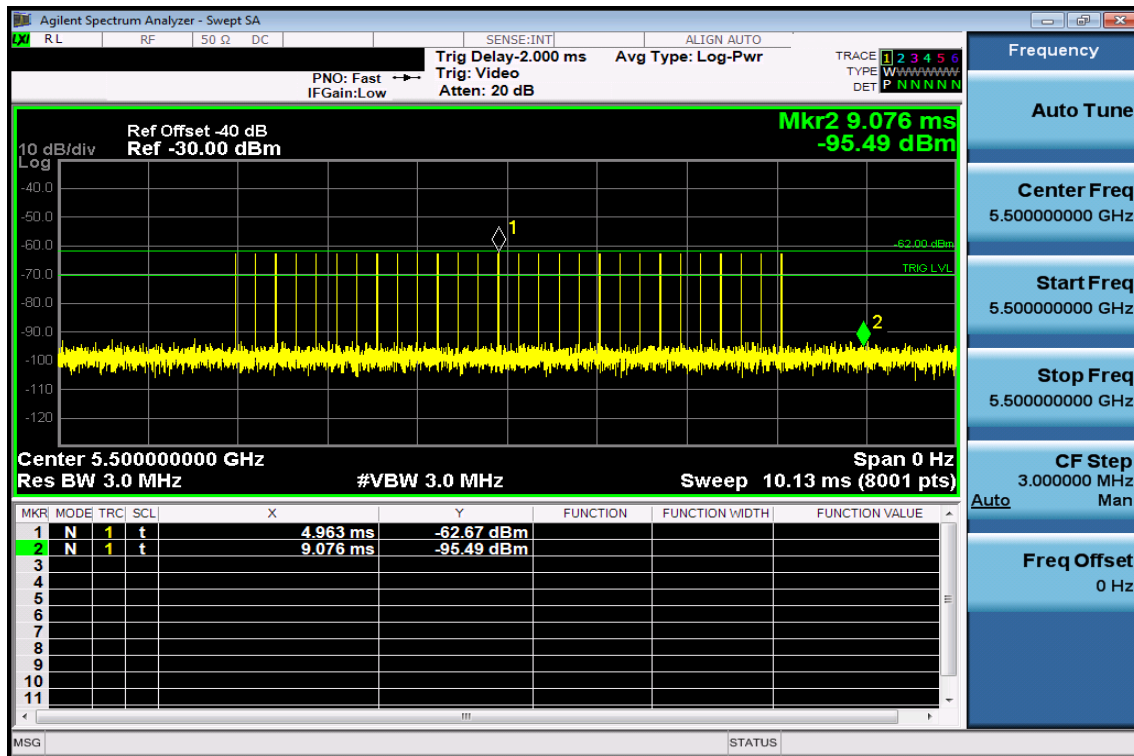 Agilent Spectrum Analyzer - Swept SA
LXI RL RF 50 Ω DC SENSE:INT ALIGN AUTO
PNO: Fast
IFGain:Low
Trig Delay-2.000 ms
Trig: Video
Atten: 20 dB
Avg Type: Log-Pwr
TRACE 1 2 3 4 5 6
TYPE WWWWWW
DET P N N N N N
Mkr2 9.076 ms
-95.49 dBm
Ref Offset -40 dB
10 dB/div Ref -30.00 dBm
Log
-40.0
-50.0
-60.0
-70.0
-80.0
-90.0
-100
-110
-120
1
-62.00 dBm
TRIG LVL
2
Center 5.500000000 GHz Span 0 Hz
Res BW 3.0 MHz #VBW 3.0 MHz Sweep 10.13 ms (8001 pts)
MKR MODE TRC SCL X Y FUNCTION FUNCTION WIDTH FUNCTION VALUE
1 N 1 t 4.963 ms -62.67 dBm
2 N 1 t 9.076 ms -95.49 dBm
3
4
5
6
7
8
9
10
11
MSG STATUS
Frequency
Auto Tune
Center Freq
5.500000000 GHz
Start Freq
5.500000000 GHz
Stop Freq
5.500000000 GHz
CF Step
3.000000 MHz
Auto Man
Freq Offset
0 Hz